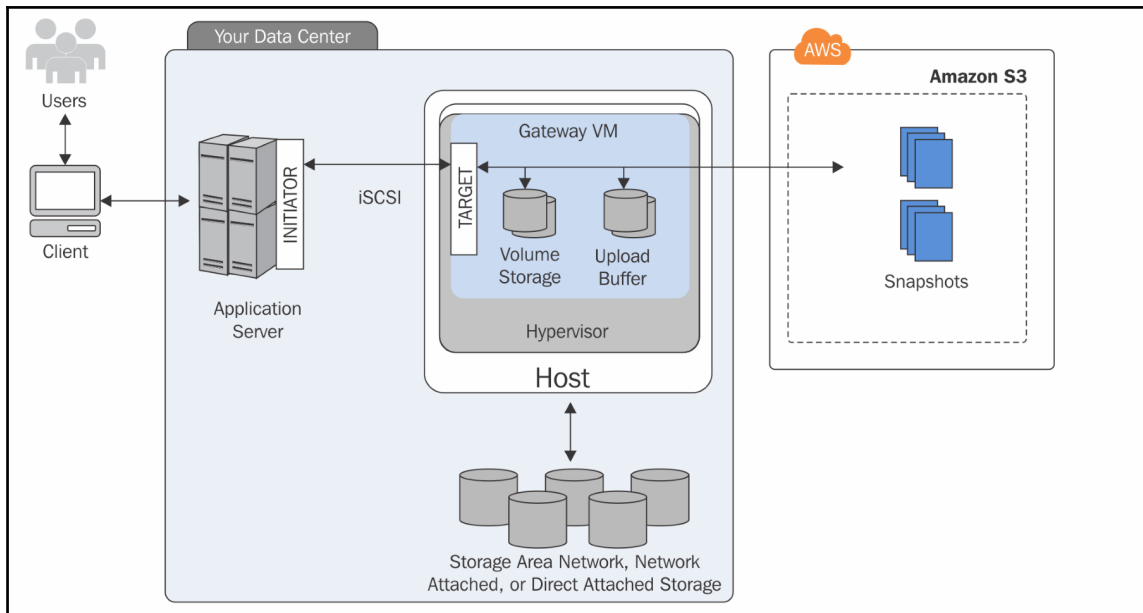 Your Data Center
AWS
Amazon S3
Users
Gateway VM
INITIATOR
TARGET
iSCSI
Client
Volume
Storage
Upload
Buffer
Snapshots
Application
Server
Hypervisor
Host
Storage Area Network, Network
Attached, or Direct Attached Storage